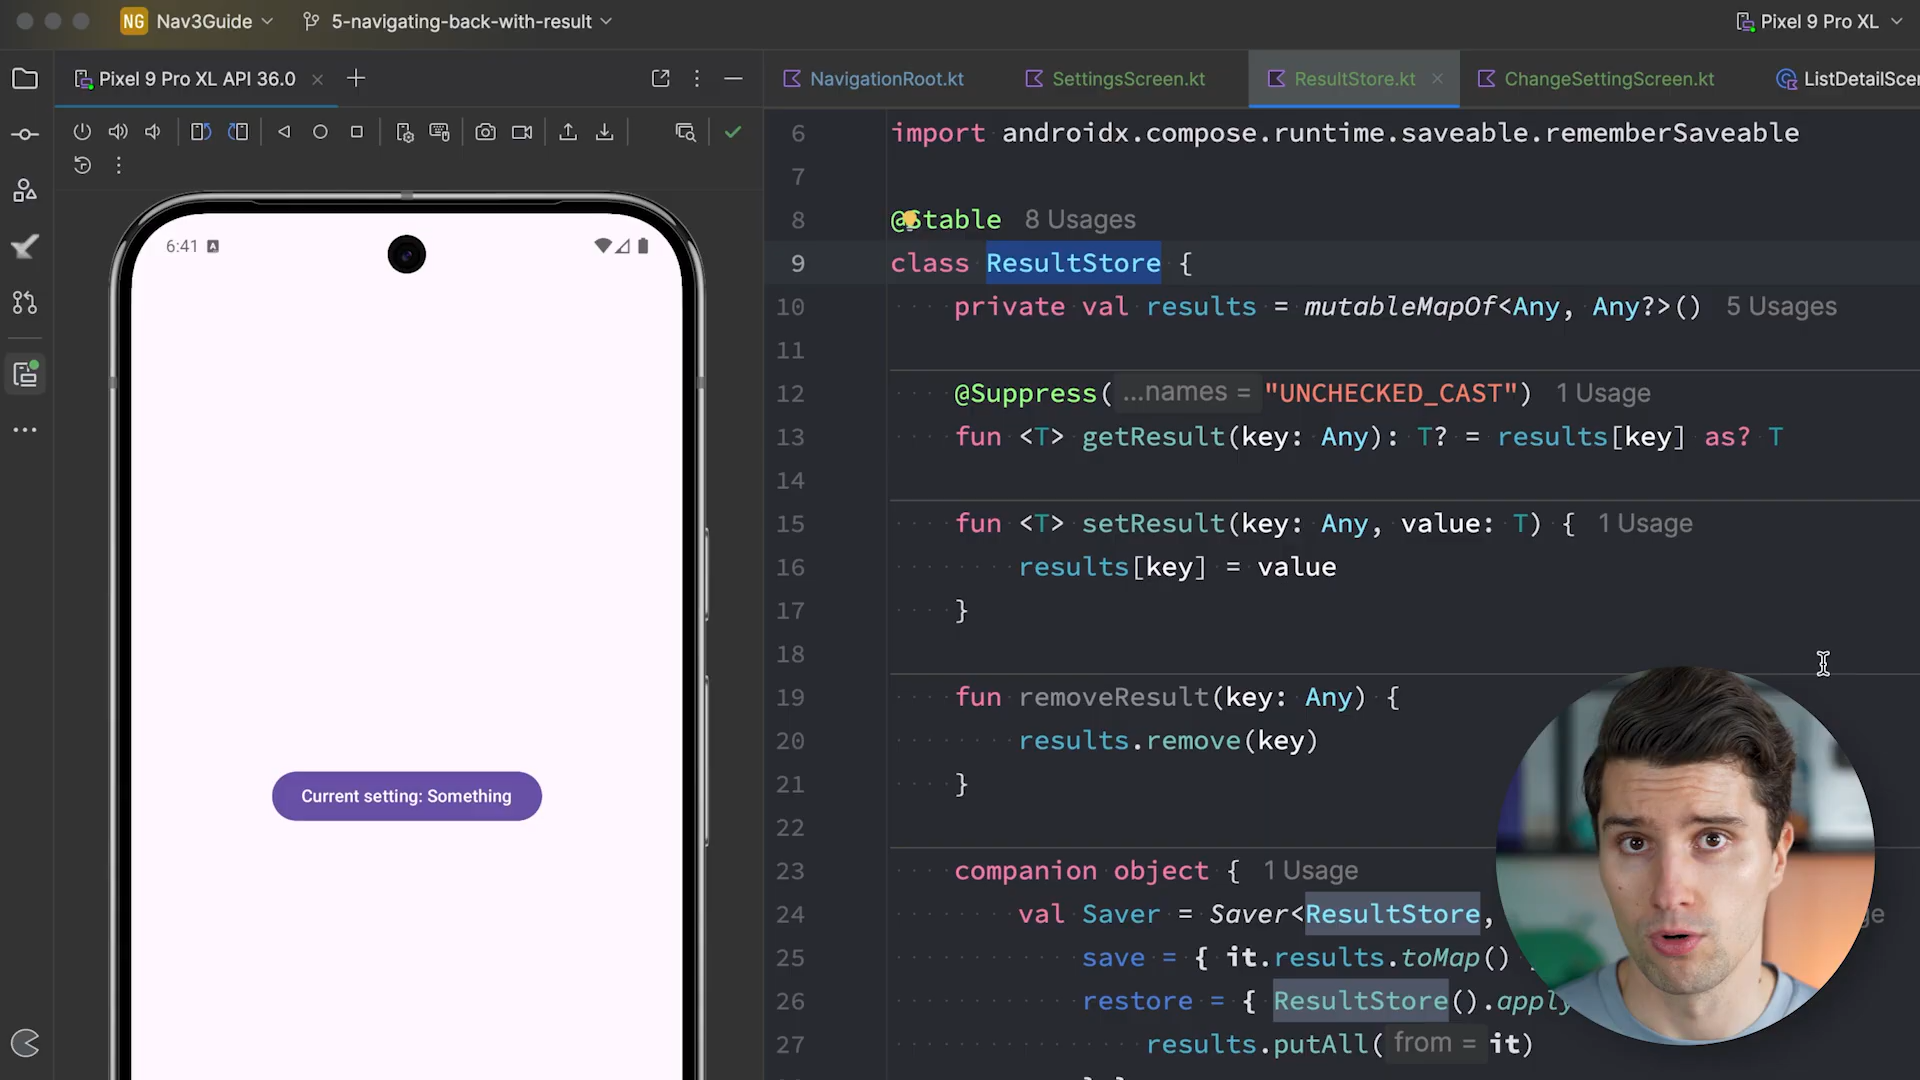 NG Nav3Guide 5-navigating-back-with-result Pixel 9 Pro XL
Pixel 9 Pro XL API 36.0
NavigationRoot.kt SettingsScreen.kt ResultStore.kt ChangeSettingScreen.kt ListDetailScen
6:41 A
Current setting: Something
6 import androidx.compose.runtime.saveable.rememberSaveable
7
8 @Stable 8 Usages
9 class ResultStore {
10 private val results = mutableMapOf<Any, Any?>() 5 Usages
11
12 @Suppress( ...names = "UNCHECKED_CAST") 1 Usage
13 fun <T> getResult(key: Any): T? = results[key] as? T
14
15 fun <T> setResult(key: Any, value: T) { 1 Usage
16 results[key] = value
17 }
18
19 fun removeResult(key: Any) {
20 results.remove(key)
21 }
22
23 companion object { 1 Usage
24 val Saver = Saver<ResultStore,
25 save = { it.results.toMap()
26 restore = { ResultStore().apply
27 results.putAll( from = it)